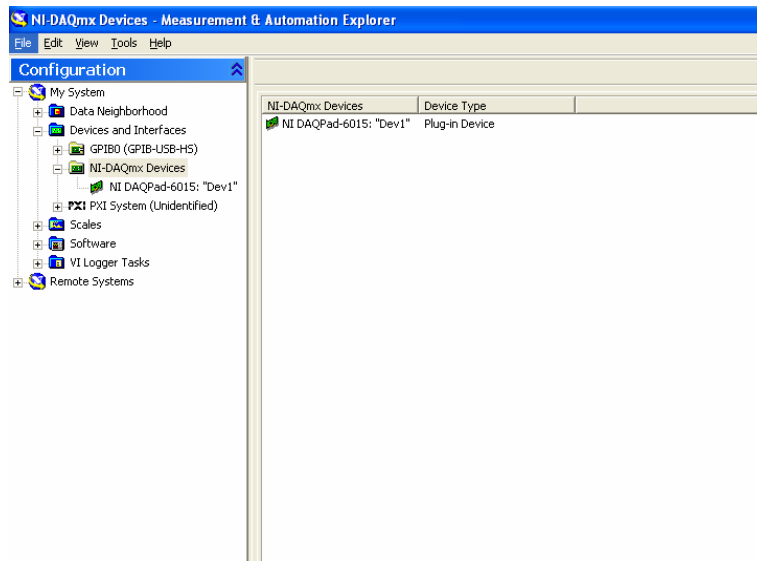 NI-DAQmx Devices - Measurement & Automation Explorer
File Edit View Tools Help
Configuration
My System
Data Neighborhood
Devices and Interfaces
GPIB0 (GPIB-USB-HS)
NI-DAQmx Devices
NI DAQPad-6015: "Dev1"
PXI PXI System (Unidentified)
Scales
Software
VI Logger Tasks
Remote Systems
NI-DAQmx Devices Device Type
NI DAQPad-6015: "Dev1" Plug-in Device